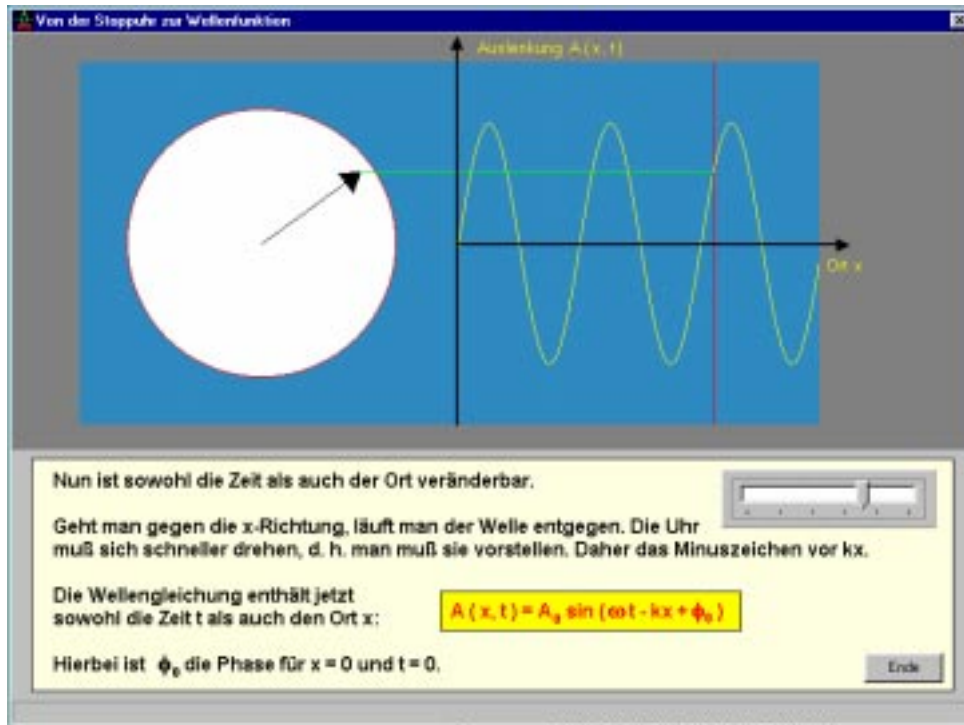 Von der Stoppuhr zur Wellenfunktion
Auslenkung A ( x, t )
Ort x
Nun ist sowohl die Zeit als auch der Ort veränderbar.
Geht man gegen die x-Richtung, läuft man der Welle entgegen. Die Uhr
muß sich schneller drehen, d. h. man muß sie vorstellen. Daher das Minuszeichen vor kx.
Die Wellengleichung enthält jetzt
sowohl die Zeit t als auch den Ort x:
A ( x, t ) = A₀ sin ( ωt - kx + ϕ₀ )
Hierbei ist ϕ₀ die Phase für x = 0 und t = 0.
Ende